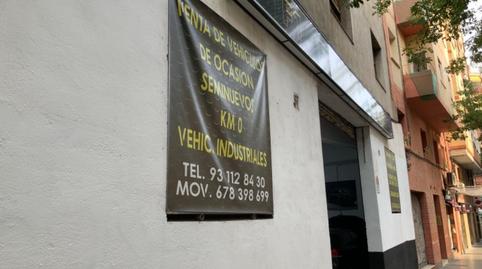 VENTA DE VEHICULOS
DE OCASION
SEMINUEVOS
KM 0
VEHIC. INDUSTRIALES
TEL. 93 112 84 30
MOV. 678 398 699